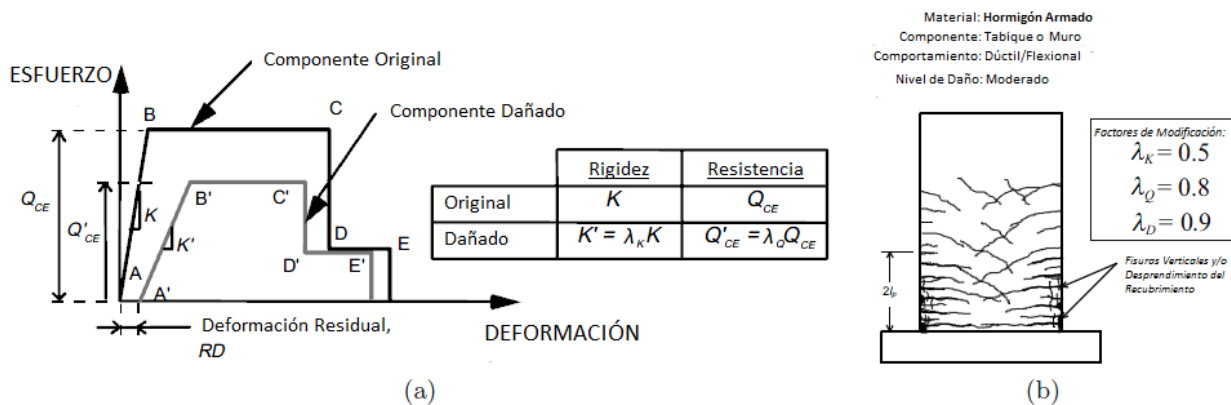 ESFUERZO
Componente Original
Componente Dañado
B
C
Q_CE
Q'_CE
K
B'
C'
K'
D
E
D'
E'
A
A'
Deformación Residual,
RD
DEFORMACIÓN
Rigidez Resistencia
Original K Q_CE
Dañado K' = λ_K K Q'_CE = λ_Q Q_CE
(a)
Material: Hormigón Armado
Componente: Tabique o Muro
Comportamiento: Dúctil/Flexional
Nivel de Daño: Moderado
Factores de Modificación:
λ_K = 0.5
λ_Q = 0.8
λ_D = 0.9
2l_p
Fisuras Verticales y/o
Desprendimiento del
Recubrimiento
(b)